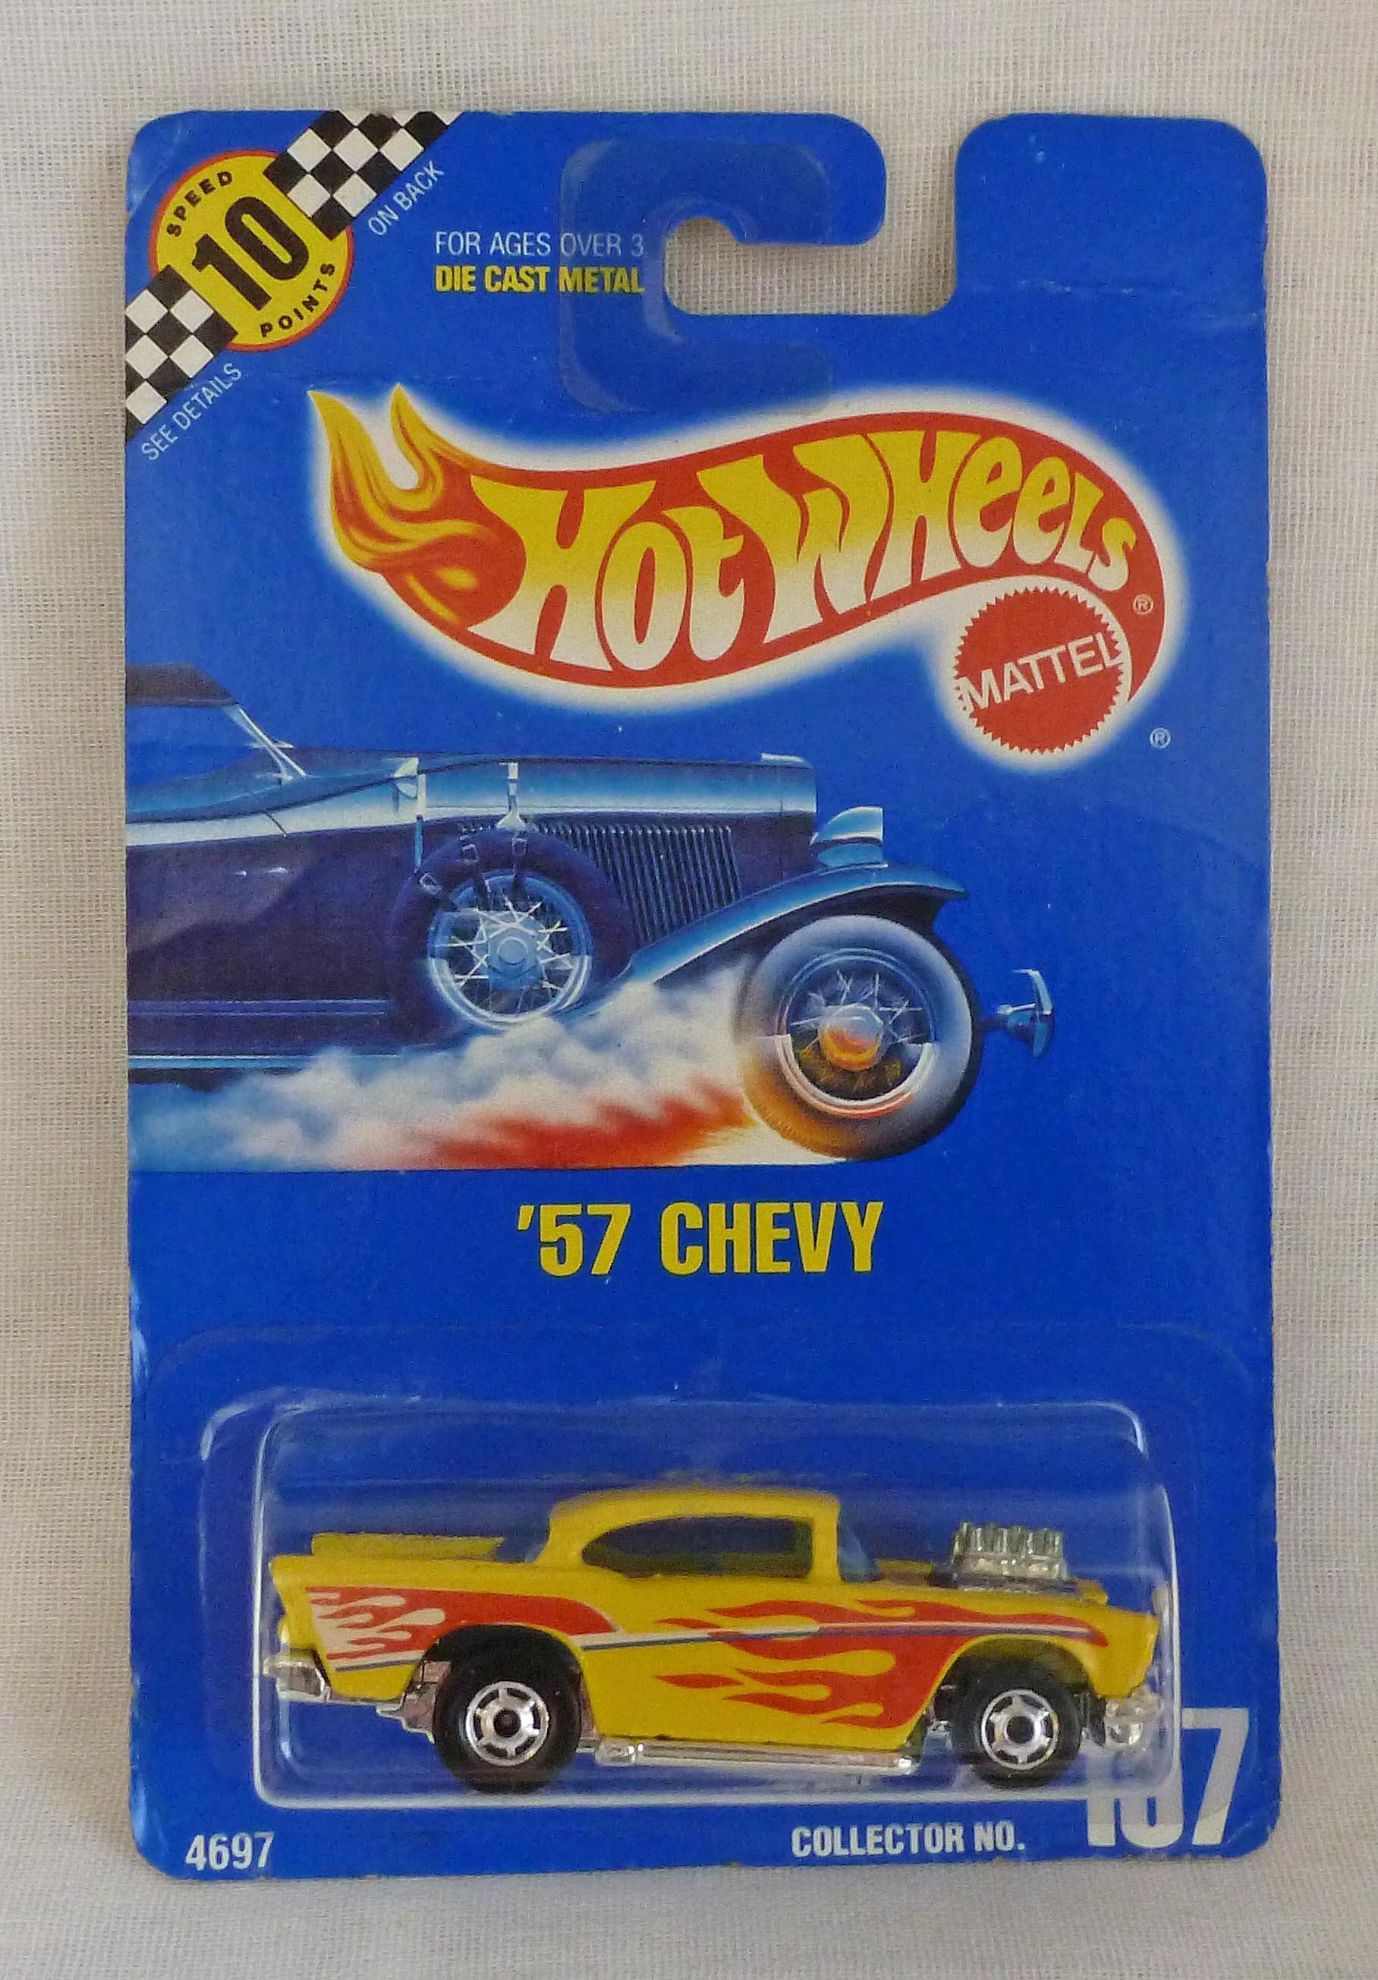 SPEED
10
POINTS
ON BACK
SEE DETAILS
FOR AGES OVER 3
DIE CAST METAL
HOT WHEELS ®
MATTEL
®
'57 CHEVY
4697
COLLECTOR NO.